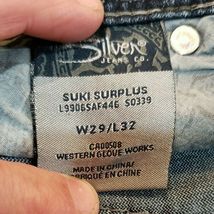 Silver
JEANS CO.
SUKI SURPLUS
L9906SAF446 S0339
W29/L32
CA00508
WESTERN GLOVE WORKS
MADE IN CHINA/
FABRIQUÉ EN CHINE